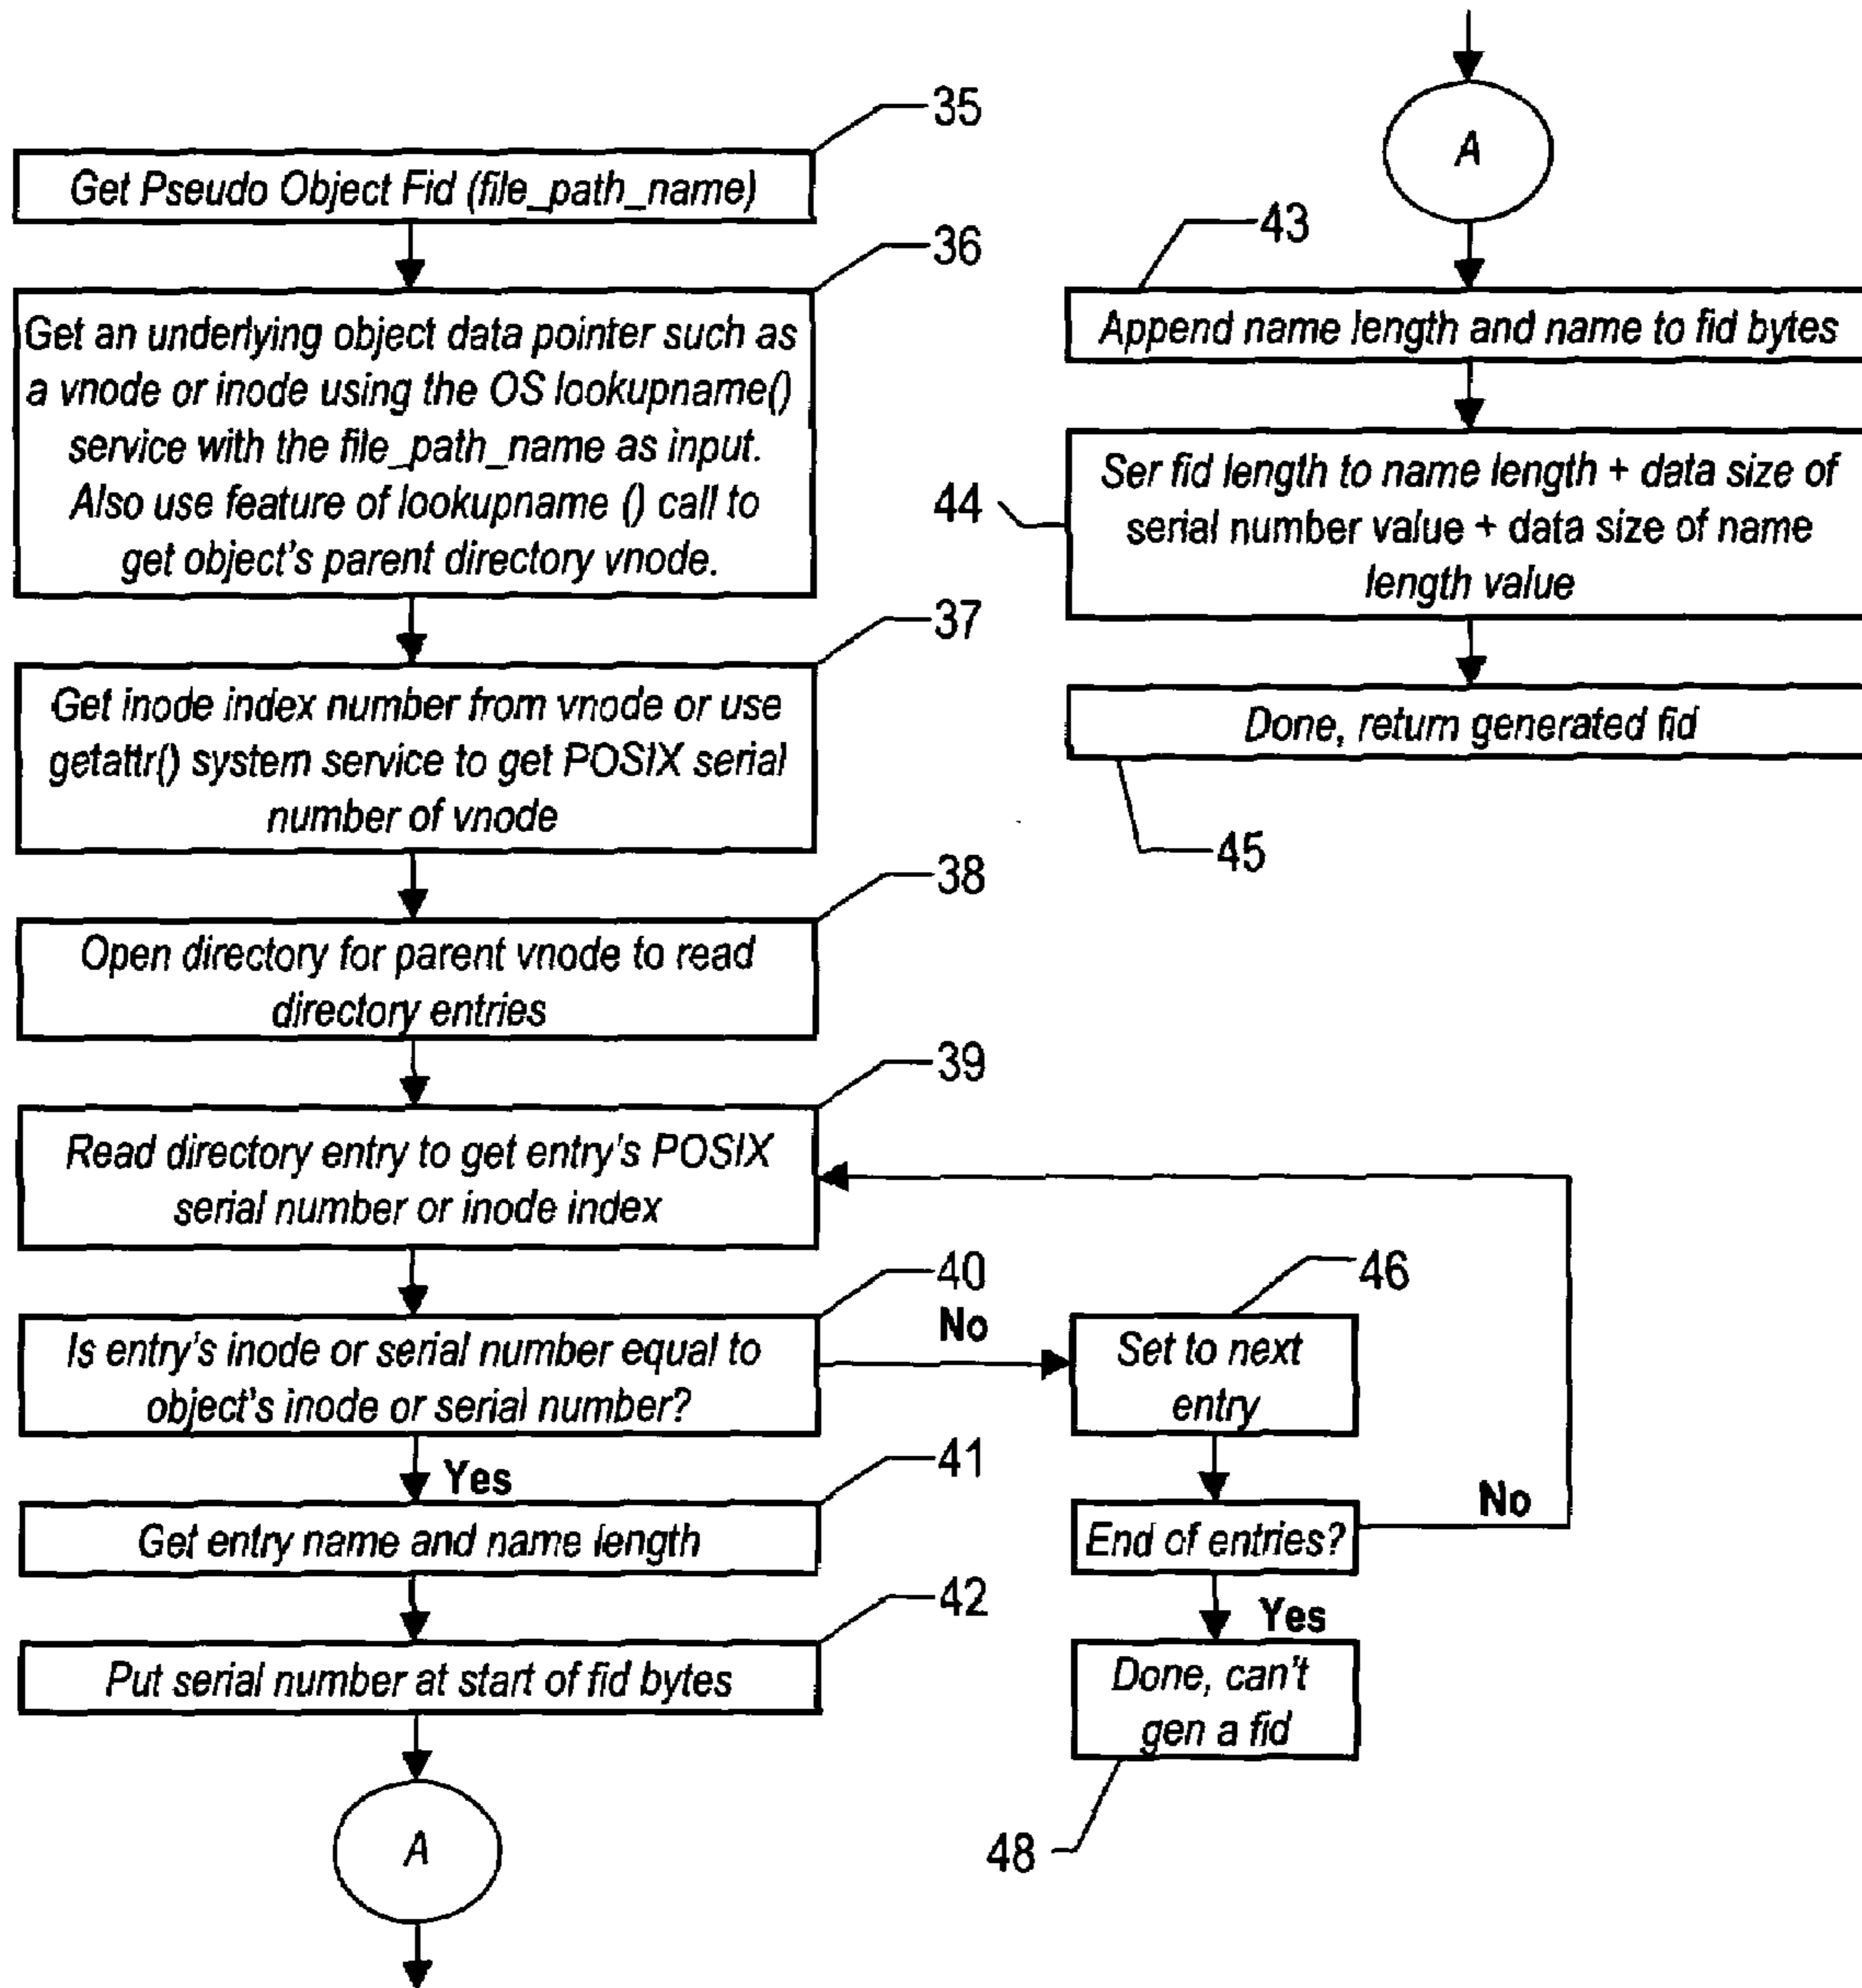 35
Get Pseudo Object Fid (file_path_name)
36
Get an underlying object data pointer such as
a vnode or inode using the OS lookupname()
service with the file_path_name as input.
Also use feature of lookupname () call to
get object's parent directory vnode.
37
Get inode index number from vnode or use
getattr() system service to get POSIX serial
number of vnode
38
Open directory for parent vnode to read
directory entries
39
Read directory entry to get entry's POSIX
serial number or inode index
40
Is entry's inode or serial number equal to
object's inode or serial number?
No
46
Set to next
entry
End of entries?
No
Yes
Done, can't
gen a fid
48
Yes
41
Get entry name and name length
42
Put serial number at start of fid bytes
A
A
43
Append name length and name to fid bytes
44
Ser fid length to name length + data size of
serial number value + data size of name
length value
Done, return generated fid
45